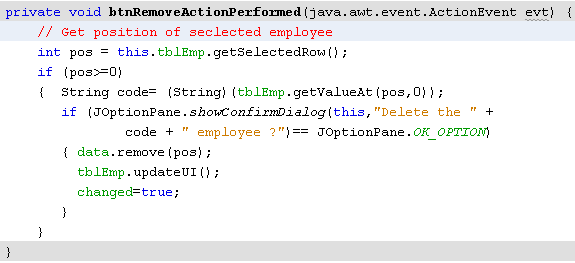 private void btnRemoveActionPerformed(java.awt.event.ActionEvent evt) {
// Get position of seclected employee
int pos = this.tblEmp.getSelectedRow();
if (pos>=0)
{  String code= (String)(tblEmp.getValueAt(pos,0));
if (JOptionPane.showConfirmDialog(this,"Delete the " +
code + " employee ?")== JOptionPane.OK_OPTION)
{ data.remove(pos);
tblEmp.updateUI();
changed=true;
}
}
}